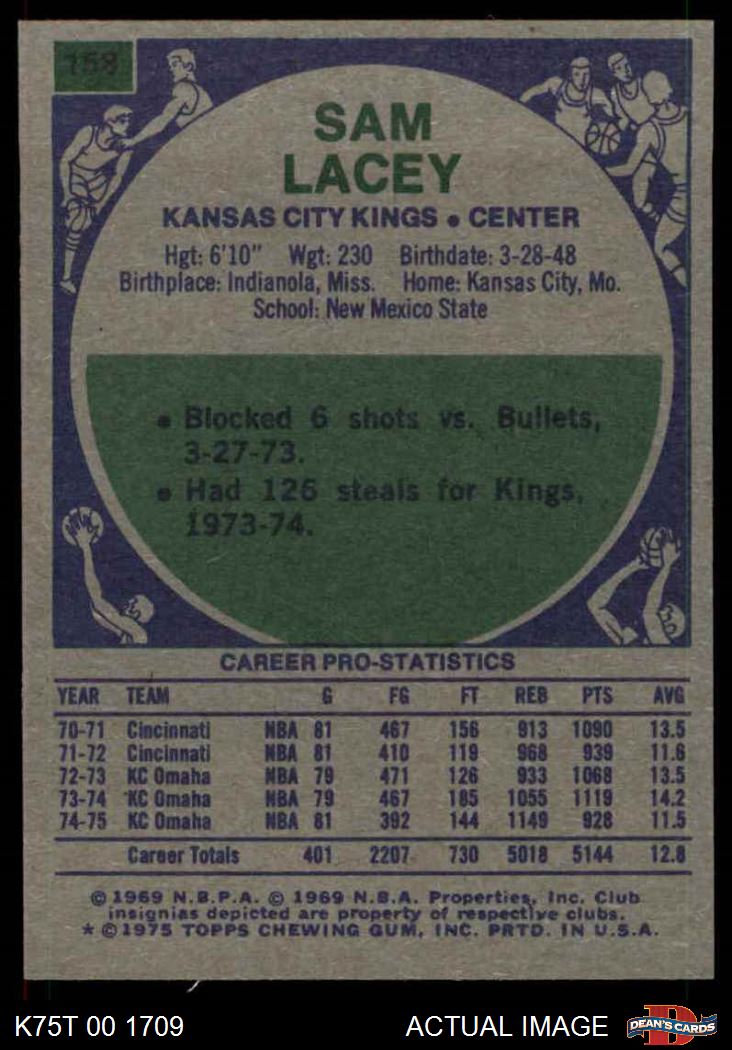 158
SAM
LACEY
KANSAS CITY KINGS • CENTER
Hgt: 6'10" Wgt: 230 Birthdate: 3-28-48
Birthplace: Indianola, Miss. Home: Kansas City, Mo.
School: New Mexico State
• Blocked 6 shots vs. Bullets,
3-27-73.
• Had 126 steals for Kings,
1973-74.
CAREER PRO-STATISTICS
YEAR TEAM G FG FT REB PTS AVG
70-71 Cincinnati NBA 81 467 156 913 1090 13.5
71-72 Cincinnati NBA 81 410 119 968 939 11.6
72-73 KC Omaha NBA 79 471 126 933 1068 13.5
73-74 KC Omaha NBA 79 467 185 1055 1119 14.2
74-75 KC Omaha NBA 81 392 144 1149 928 11.5
Career Totals 401 2207 730 5018 5144 12.8
© 1969 N.B.P.A. © 1969 N.B.A. Properties, Inc. Club
insignias depicted are property of respective clubs.
* © 1975 TOPPS CHEWING GUM, INC. PRTD. IN U.S.A.
K75T 00 1709 ACTUAL IMAGE D DEAN'S CARDS